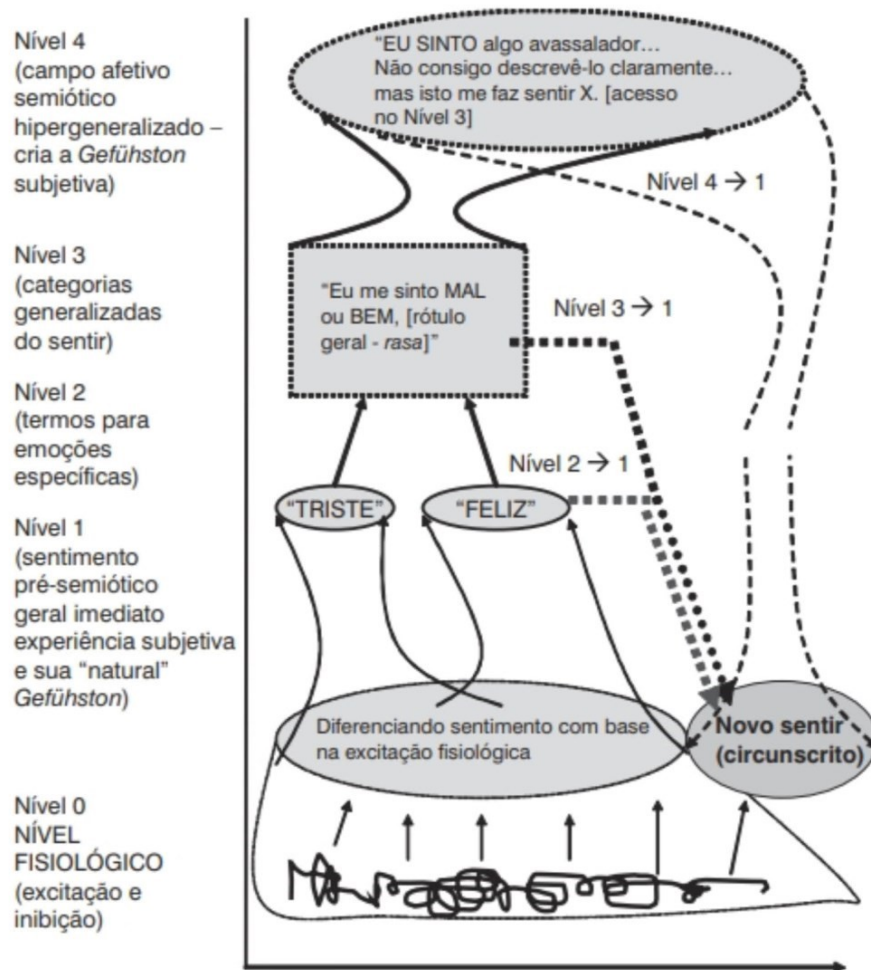 Nível 4
(campo afetivo
semiótico
hipergeneralizado –
cria a Gefühston
subjetiva)
"EU SINTO algo avassalador...
Não consigo descrevê-lo claramente...
mas isto me faz sentir X. [acesso
no Nível 3]
Nível 4 → 1
Nível 3
(categorias
generalizadas
do sentir)
"Eu me sinto MAL
ou BEM, [rótulo
geral - rasa]"
Nível 3 → 1
Nível 2
(termos para
emoções
específicas)
Nível 2 → 1
"TRISTE"
"FELIZ"
Nível 1
(sentimento
pré-semiótico
geral imediato
experiência subjetiva
e sua "natural"
Gefühston)
Diferenciando sentimento com base
na excitação fisiológica
Novo sentir
(circunscrito)
Nível 0
NÍVEL
FISIOLÓGICO
(excitação e
inibição)